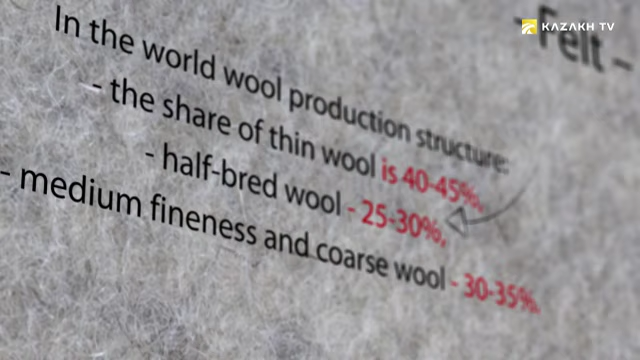 KAZAKH TV
- Felt -
In the world wool production structure:
- the share of thin wool is 40-45%,
- half-bred wool - 25-30%,
- medium fineness and coarse wool - 30-35%.